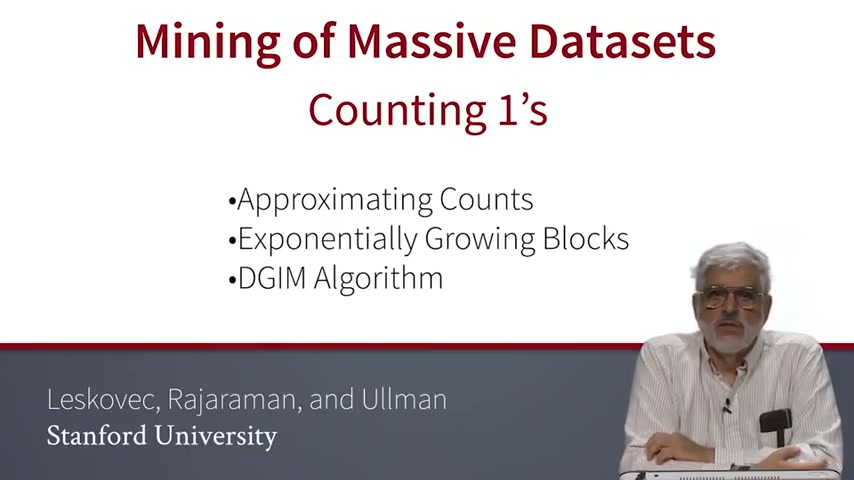 Mining of Massive Datasets
Counting 1’s
•Approximating Counts
•Exponentially Growing Blocks
•DGIM Algorithm
Leskovec, Rajaraman, and Ullman
Stanford University